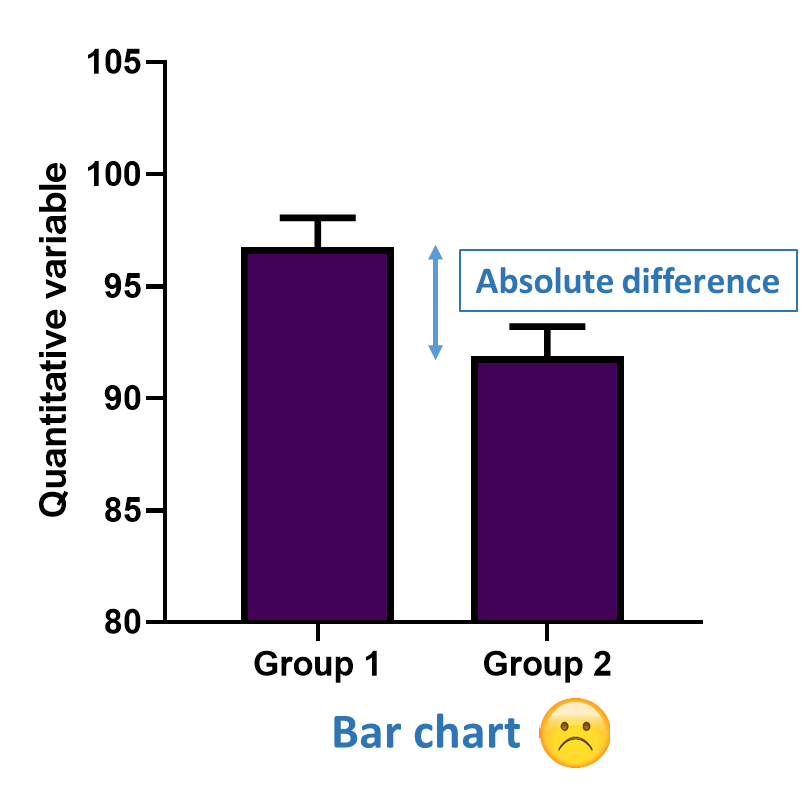 Quantitative variable
105
100
95
90
85
80
Absolute difference
Group 1
Group 2
Bar chart